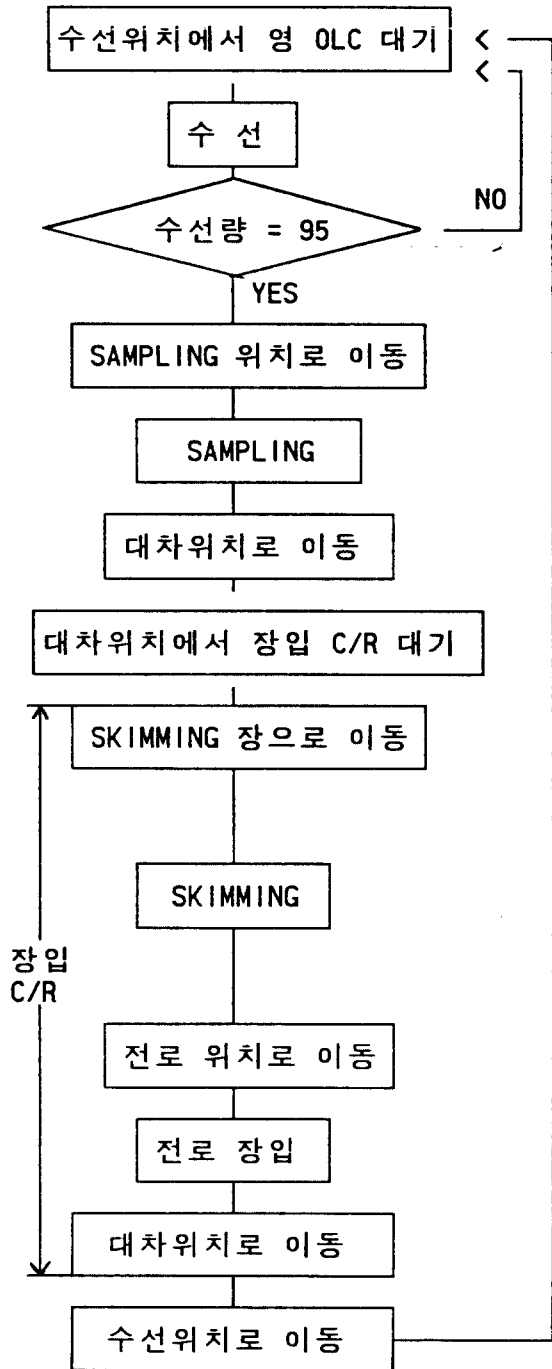 수선위치에서 영 OLC 대기
수 선
수선량 = 95
NO
YES
SAMPLING 위치로 이동
SAMPLING
대차위치로 이동
대차위치에서 장입 C/R 대기
SKIMMING 장으로 이동
SKIMMING
장입
C/R
전로 위치로 이동
전로 장입
대차위치로 이동
수선위치로 이동